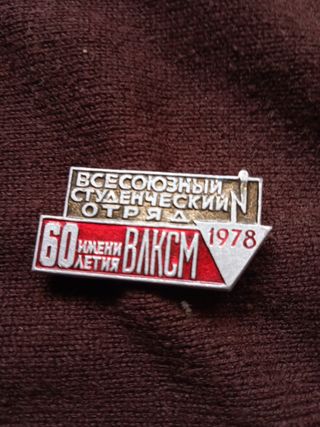 ВСЕСОЮЗНЫЙ
СТУДЕНЧЕСКИЙ
ОТРЯД
60 ИМЕНИ ЛЕТИЯ ВЛКСМ 1978